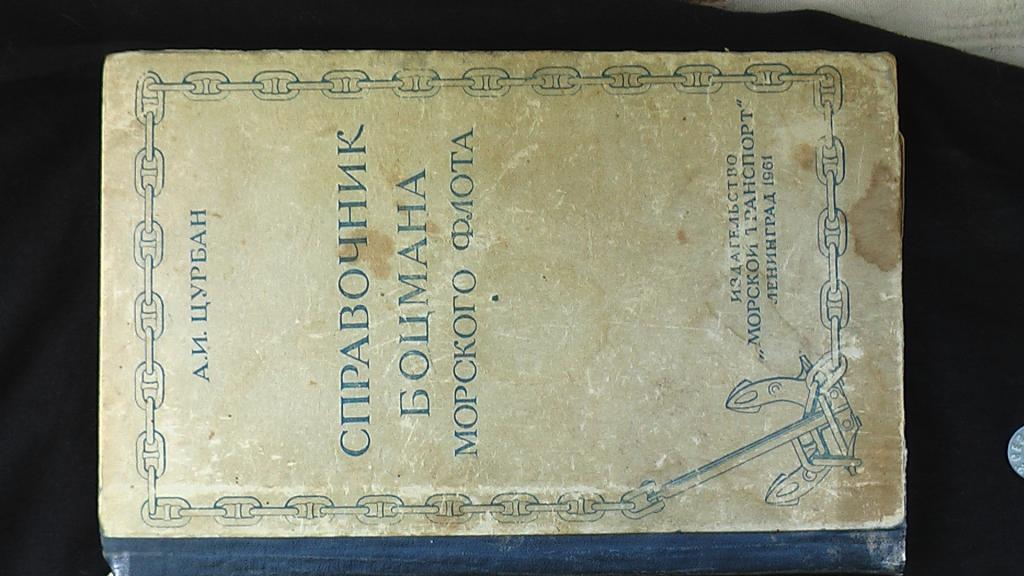 А.И. ЦУРБАН
СПРАВОЧНИК
БОЦМАНА
МОРСКОГО ФЛОТА
ИЗДАТЕЛЬСТВО
„МОРСКОЙ ТРАНСПОРТ“
ЛЕНИНГРАД 1961